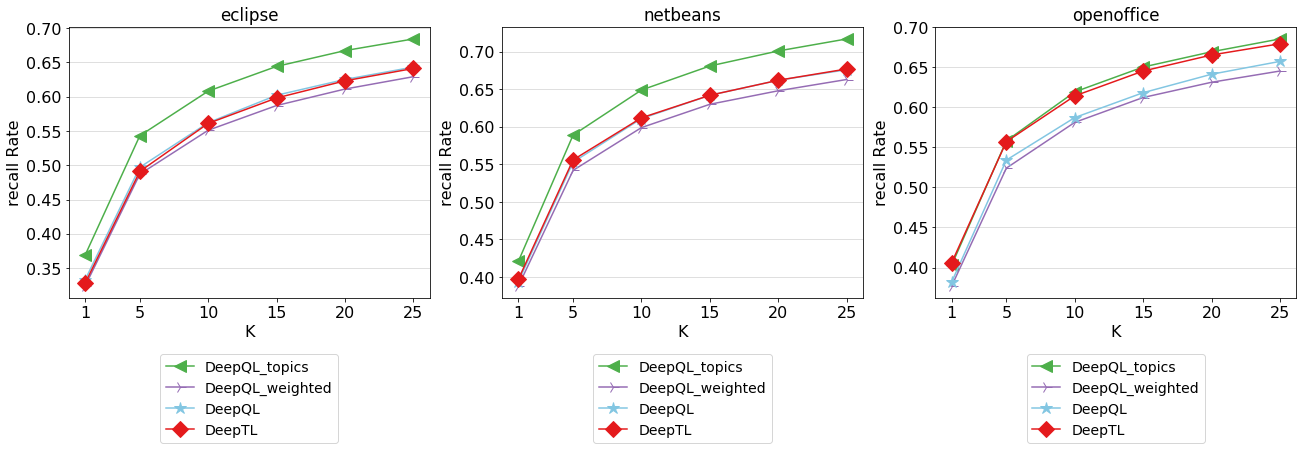 eclipse
recall Rate
0.70
0.65
0.60
0.55
0.50
0.45
0.40
0.35
1 5 10 15 20 25
K
DeepQL_topics
DeepQL_weighted
DeepQL
DeepTL
netbeans
recall Rate
0.70
0.65
0.60
0.55
0.50
0.45
0.40
1 5 10 15 20 25
K
DeepQL_topics
DeepQL_weighted
DeepQL
DeepTL
openoffice
recall Rate
0.70
0.65
0.60
0.55
0.50
0.45
0.40
1 5 10 15 20 25
K
DeepQL_topics
DeepQL_weighted
DeepQL
DeepTL